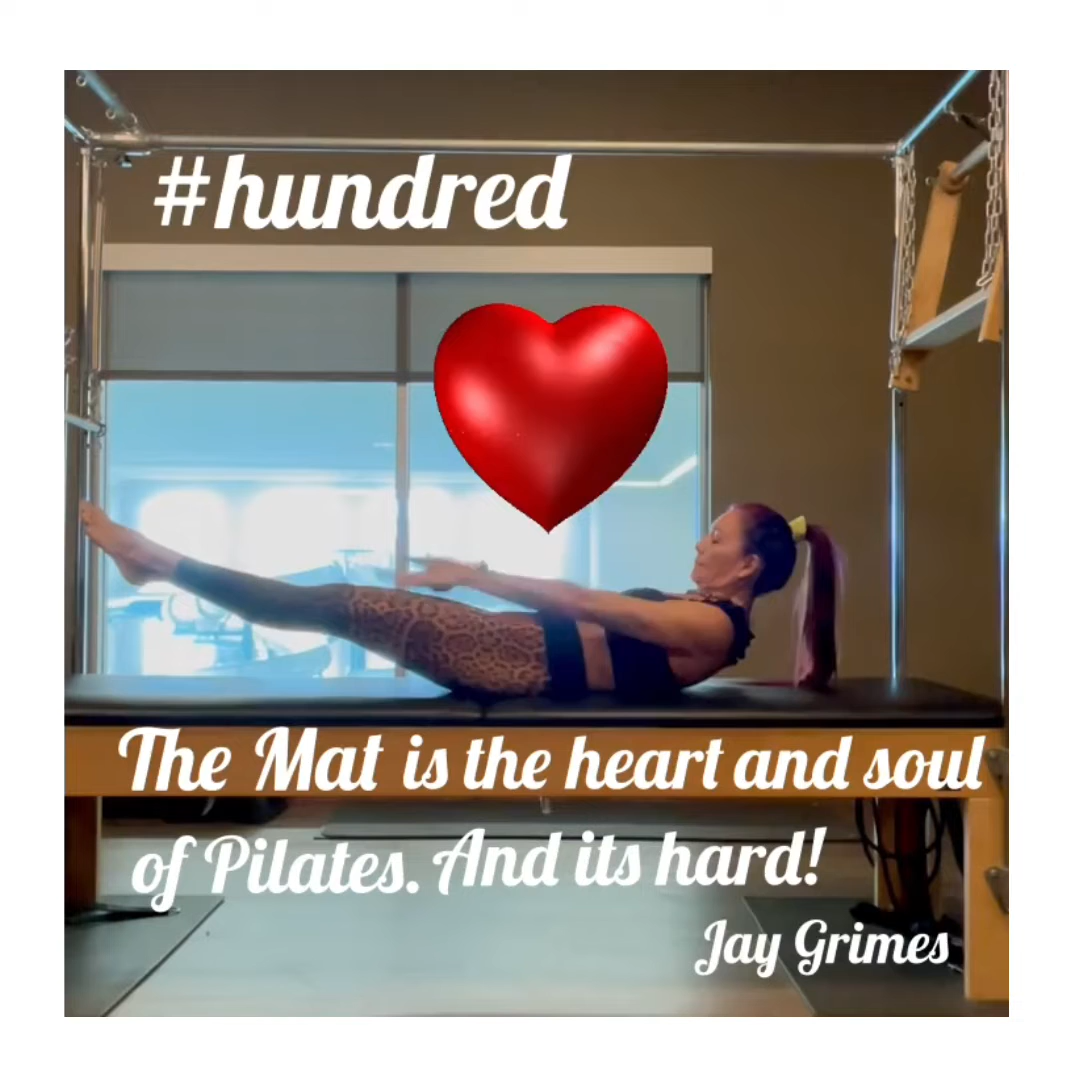 #hundred
The Mat is the heart and soul
of Pilates. And its hard!
Jay Grimes